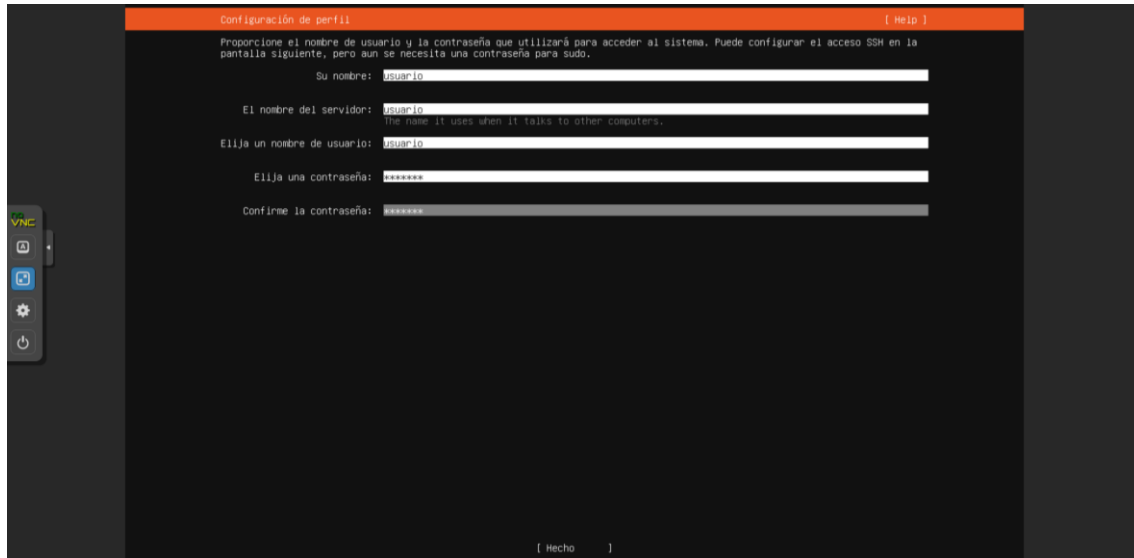 Configuración de perfil [ Help ]
Proporcione el nombre de usuario y la contraseña que utilizará para acceder al sistema. Puede configurar el acceso SSH en la
pantalla siguiente, pero aun se necesita una contraseña para sudo.
Su nombre: usuario
El nombre del servidor: usuario
The name it uses when it talks to other computers.
Elija un nombre de usuario: usuario
Elija una contraseña: *******
Confirme la contraseña: *******
no
VNC
A
[ Hecho ]